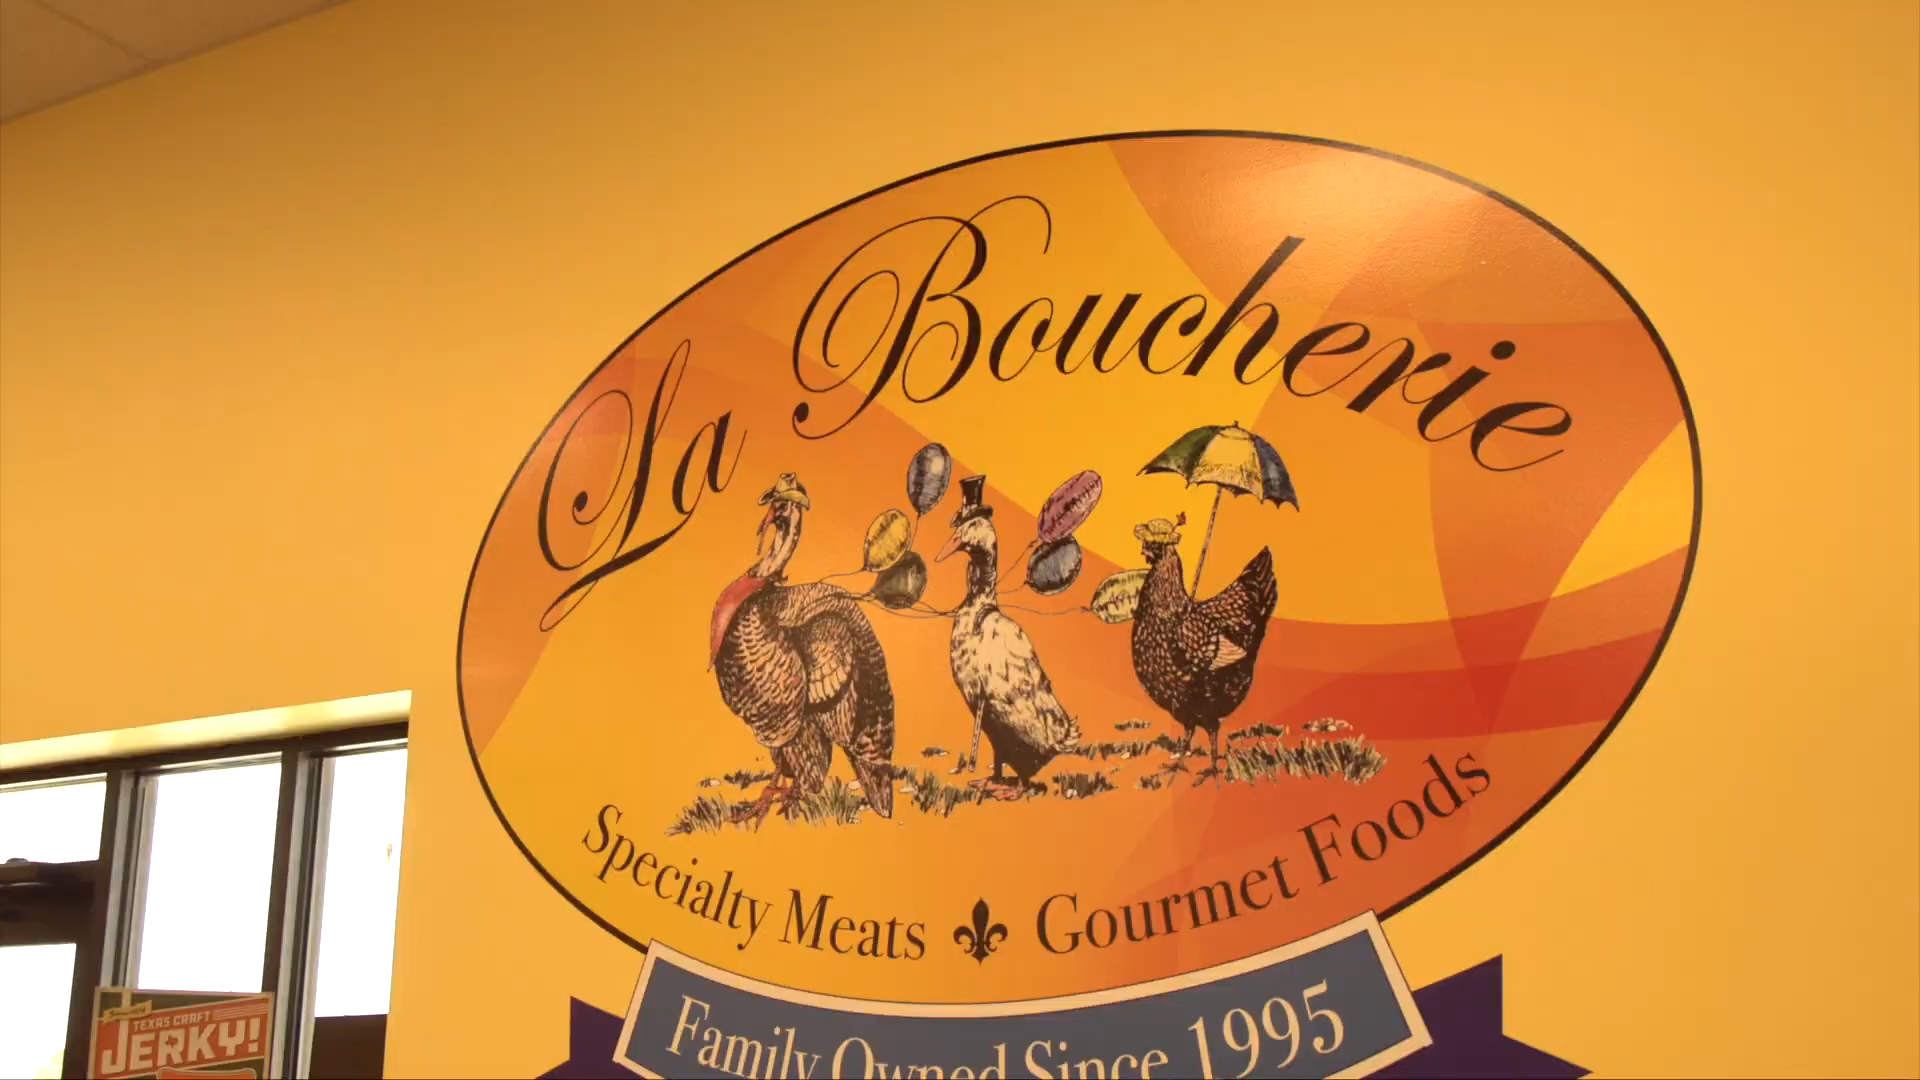 La Boucherie
Specialty Meats ⚜ Gourmet Foods
Family Owned Since 1995
TEXAS CRAFT
JERKY!